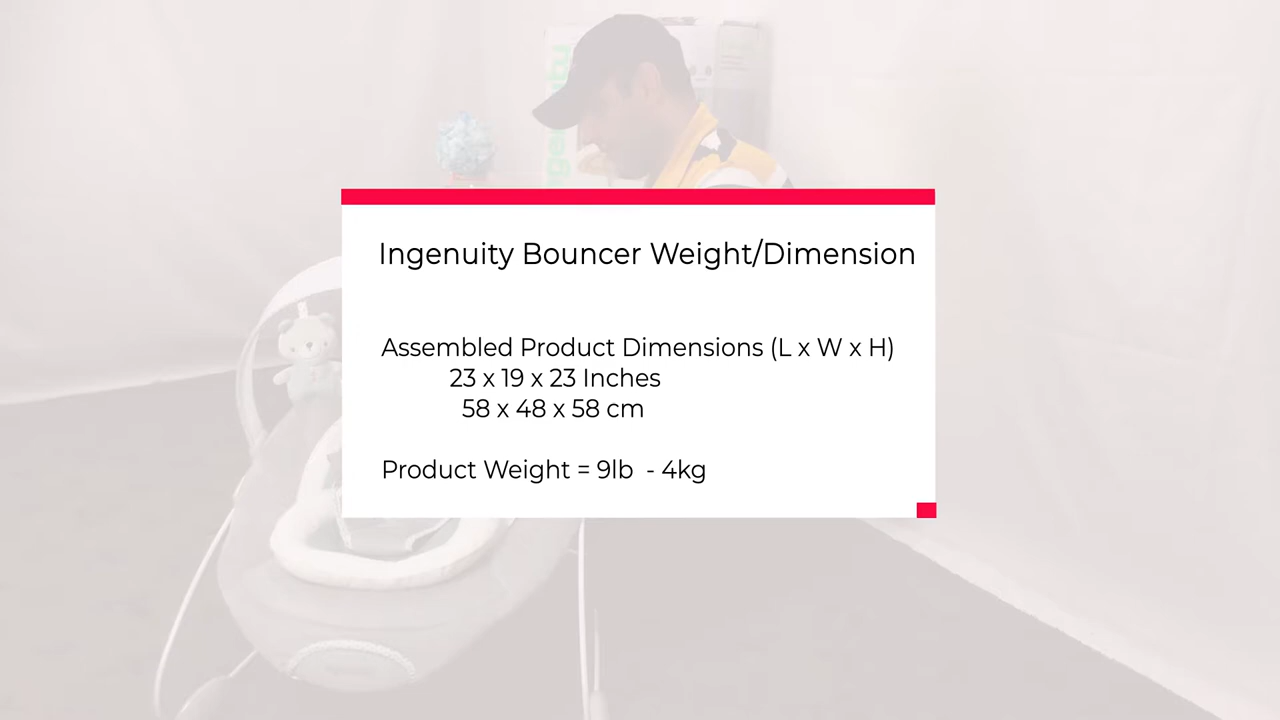 Ingenuity Bouncer Weight/Dimension
Assembled Product Dimensions (L x W x H)
23 x 19 x 23 Inches
58 x 48 x 58 cm
Product Weight = 9lb - 4kg